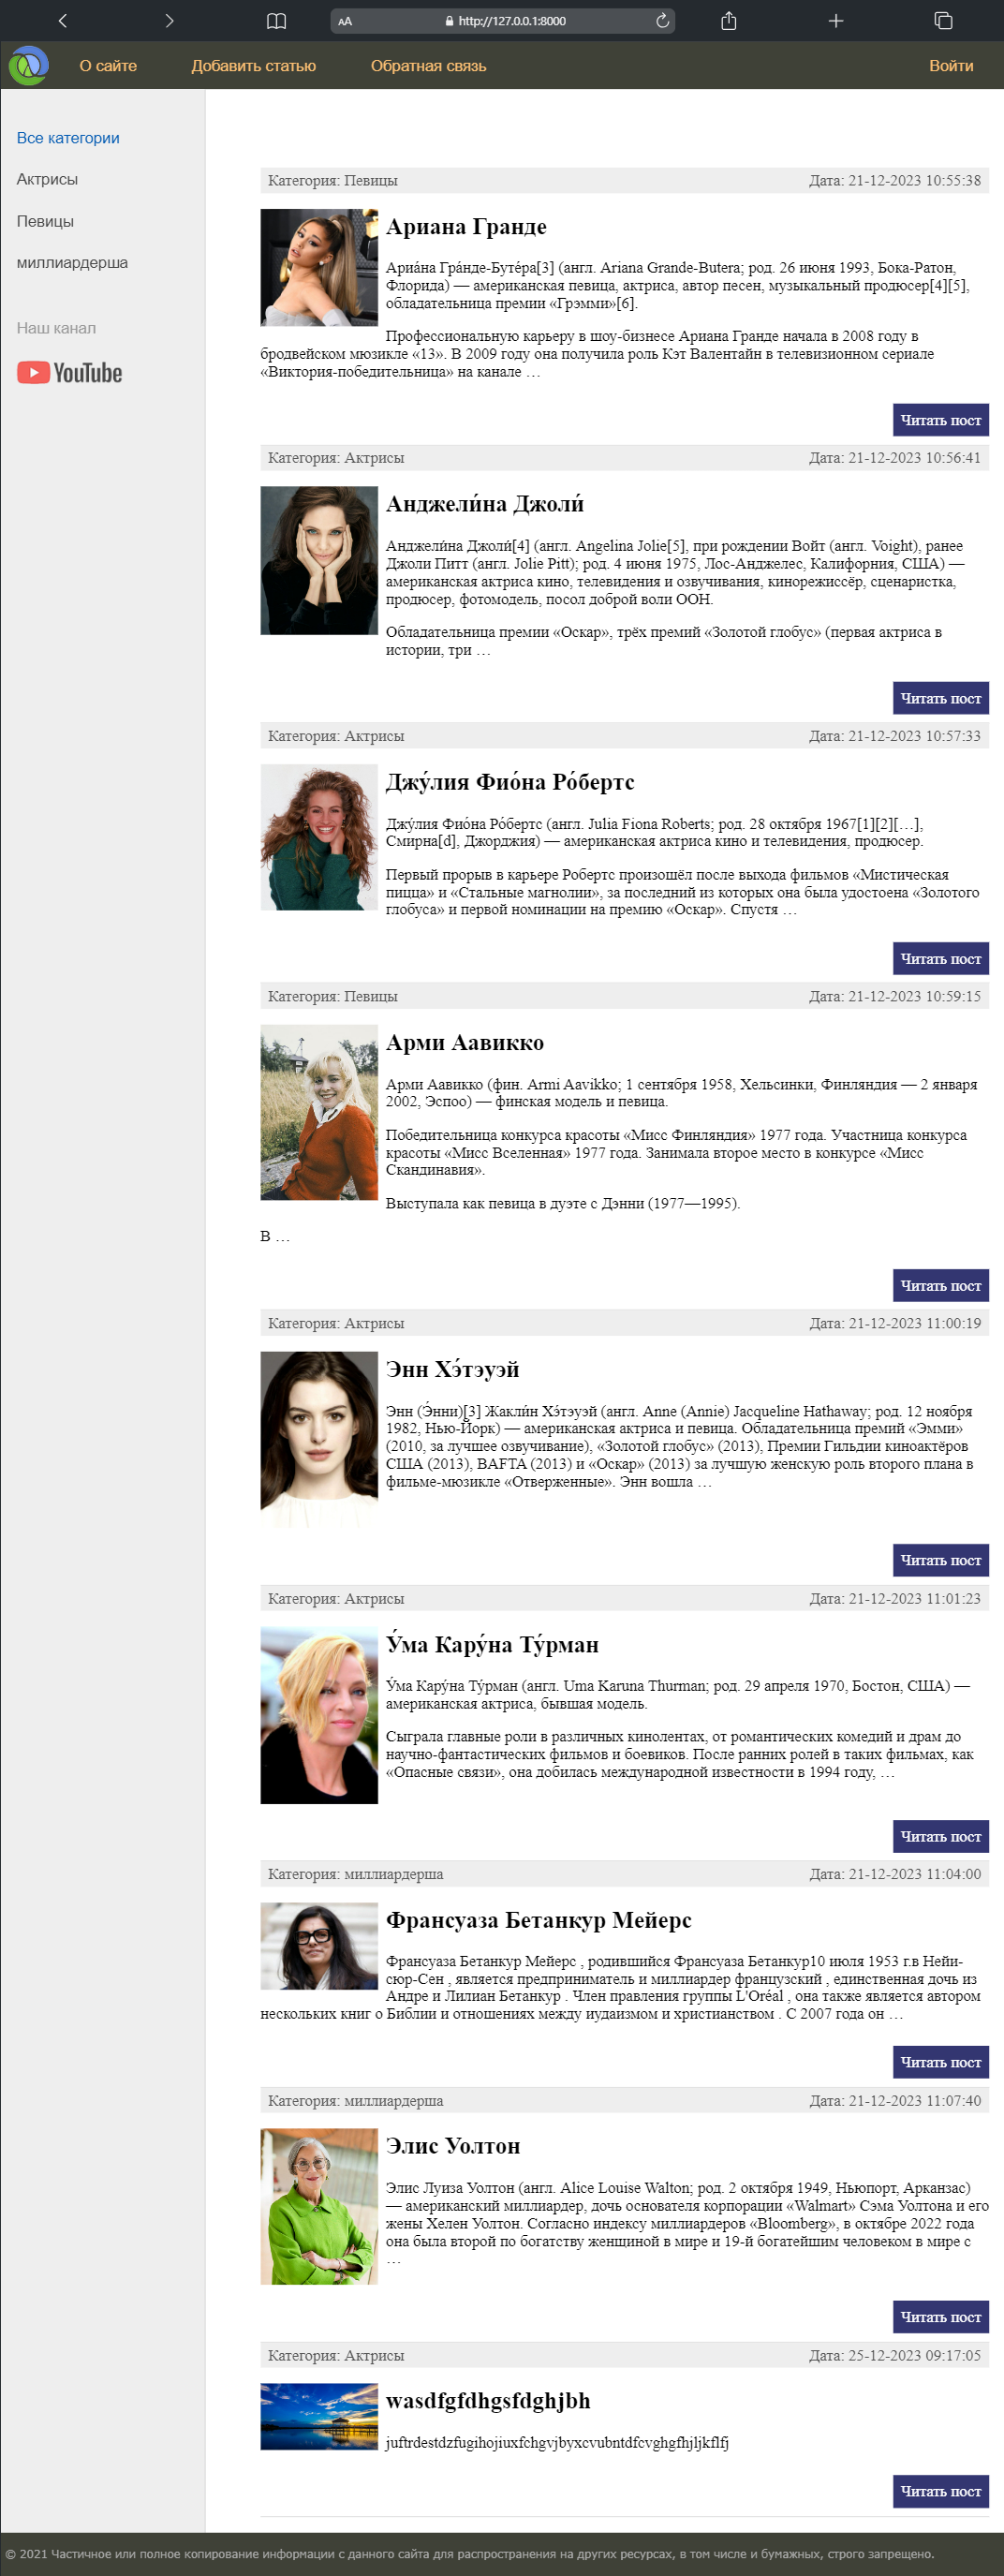 AA http://127.0.0.1:8000
О сайте Добавить статью Обратная связь Войти
Все категории
Актрисы
Певицы
миллиардерша
Наш канал
YouTube
Категория: Певицы Дата: 21-12-2023 10:55:38
Ариана Гранде
Ариа́на Гра́нде-Буте́ра[3] (англ. Ariana Grande-Butera; род. 26 июня 1993, Бока-Ратон,
Флорида) — американская певица, актриса, автор песен, музыкальный продюсер[4][5],
обладательница премии «Грэмми»[6].
Профессиональную карьеру в шоу-бизнесе Ариана Гранде начала в 2008 году в
бродвейском мюзикле «13». В 2009 году она получила роль Кэт Валентайн в телевизионном сериале
«Виктория-победительница» на канале …
Читать пост
Категория: Актрисы Дата: 21-12-2023 10:56:41
Анджели́на Джоли́
Анджели́на Джоли́[4] (англ. Angelina Jolie[5], при рождении Войт (англ. Voight), ранее
Джоли Питт (англ. Jolie Pitt); род. 4 июня 1975, Лос-Анджелес, Калифорния, США) —
американская актриса кино, телевидения и озвучивания, кинорежиссёр, сценаристка,
продюсер, фотомодель, посол доброй воли ООН.
Обладательница премии «Оскар», трёх премий «Золотой глобус» (первая актриса в
истории, три …
Читать пост
Категория: Актрисы Дата: 21-12-2023 10:57:33
Джу́лия Фио́на Ро́бертс
Джу́лия Фио́на Ро́бертс (англ. Julia Fiona Roberts; род. 28 октября 1967[1][2][…],
Смирна[d], Джорджия) — американская актриса кино и телевидения, продюсер.
Первый прорыв в карьере Робертс произошёл после выхода фильмов «Мистическая
пицца» и «Стальные магнолии», за последний из которых она была удостоена «Золотого
глобуса» и первой номинации на премию «Оскар». Спустя …
Читать пост
Категория: Певицы Дата: 21-12-2023 10:59:15
Арми Аавикко
Арми Аавикко (фин. Armi Aavikko; 1 сентября 1958, Хельсинки, Финляндия — 2 января
2002, Эспоо) — финская модель и певица.
Победительница конкурса красоты «Мисс Финляндия» 1977 года. Участница конкурса
красоты «Мисс Вселенная» 1977 года. Занимала второе место в конкурсе «Мисс
Скандинавия».
Выступала как певица в дуэте с Дэнни (1977—1995).
В …
Читать пост
Категория: Актрисы Дата: 21-12-2023 11:00:19
Энн Хэ́тэуэй
Энн (Э́нни)[3] Жакли́н Хэ́тэуэй (англ. Anne (Annie) Jacqueline Hathaway; род. 12 ноября
1982, Нью-Йорк) — американская актриса и певица. Обладательница премий «Эмми»
(2010, за лучшее озвучивание), «Золотой глобус» (2013), Премии Гильдии киноактёров
США (2013), BAFTA (2013) и «Оскар» (2013) за лучшую женскую роль второго плана в
фильме-мюзикле «Отверженные». Энн вошла …
Читать пост
Категория: Актрисы Дата: 21-12-2023 11:01:23
У́ма Кару́на Ту́рман
У́ма Кару́на Ту́рман (англ. Uma Karuna Thurman; род. 29 апреля 1970, Бостон, США) —
американская актриса, бывшая модель.
Сыграла главные роли в различных кинолентах, от романтических комедий и драм до
научно-фантастических фильмов и боевиков. После ранних ролей в таких фильмах, как
«Опасные связи», она добилась международной известности в 1994 году, …
Читать пост
Категория: миллиардерша Дата: 21-12-2023 11:04:00
Франсуаза Бетанкур Мейерс
Франсуаза Бетанкур Мейерс , родившийся Франсуаза Бетанкур10 июля 1953 г.в Нейи-
сюр-Сен , является предприниматель и миллиардер французский , единственная дочь из
Андре и Лилиан Бетанкур . Член правления группы L'Oréal , она также является автором
нескольких книг о Библии и отношениях между иудаизмом и христианством . С 2007 года он …
Читать пост
Категория: миллиардерша Дата: 21-12-2023 11:07:40
Элис Уолтон
Элис Луиза Уолтон (англ. Alice Louise Walton; род. 2 октября 1949, Ньюпорт, Арканзас)
— американский миллиардер, дочь основателя корпорации «Walmart» Сэма Уолтона и его
жены Хелен Уолтон. Согласно индексу миллиардеров «Bloomberg», в октябре 2022 года
она была второй по богатству женщиной в мире и 19-й богатейшим человеком в мире с
…
Читать пост
Категория: Актрисы Дата: 25-12-2023 09:17:05
wasdfgfdhgsfdghjbh
juftrdestdzfugihojiuxfchgvjbyxcvubntdfcvghgfhjljkflfj
Читать пост
© 2021 Частичное или полное копирование информации с данного сайта для распространения на других ресурсах, в том числе и бумажных, строго запрещено.